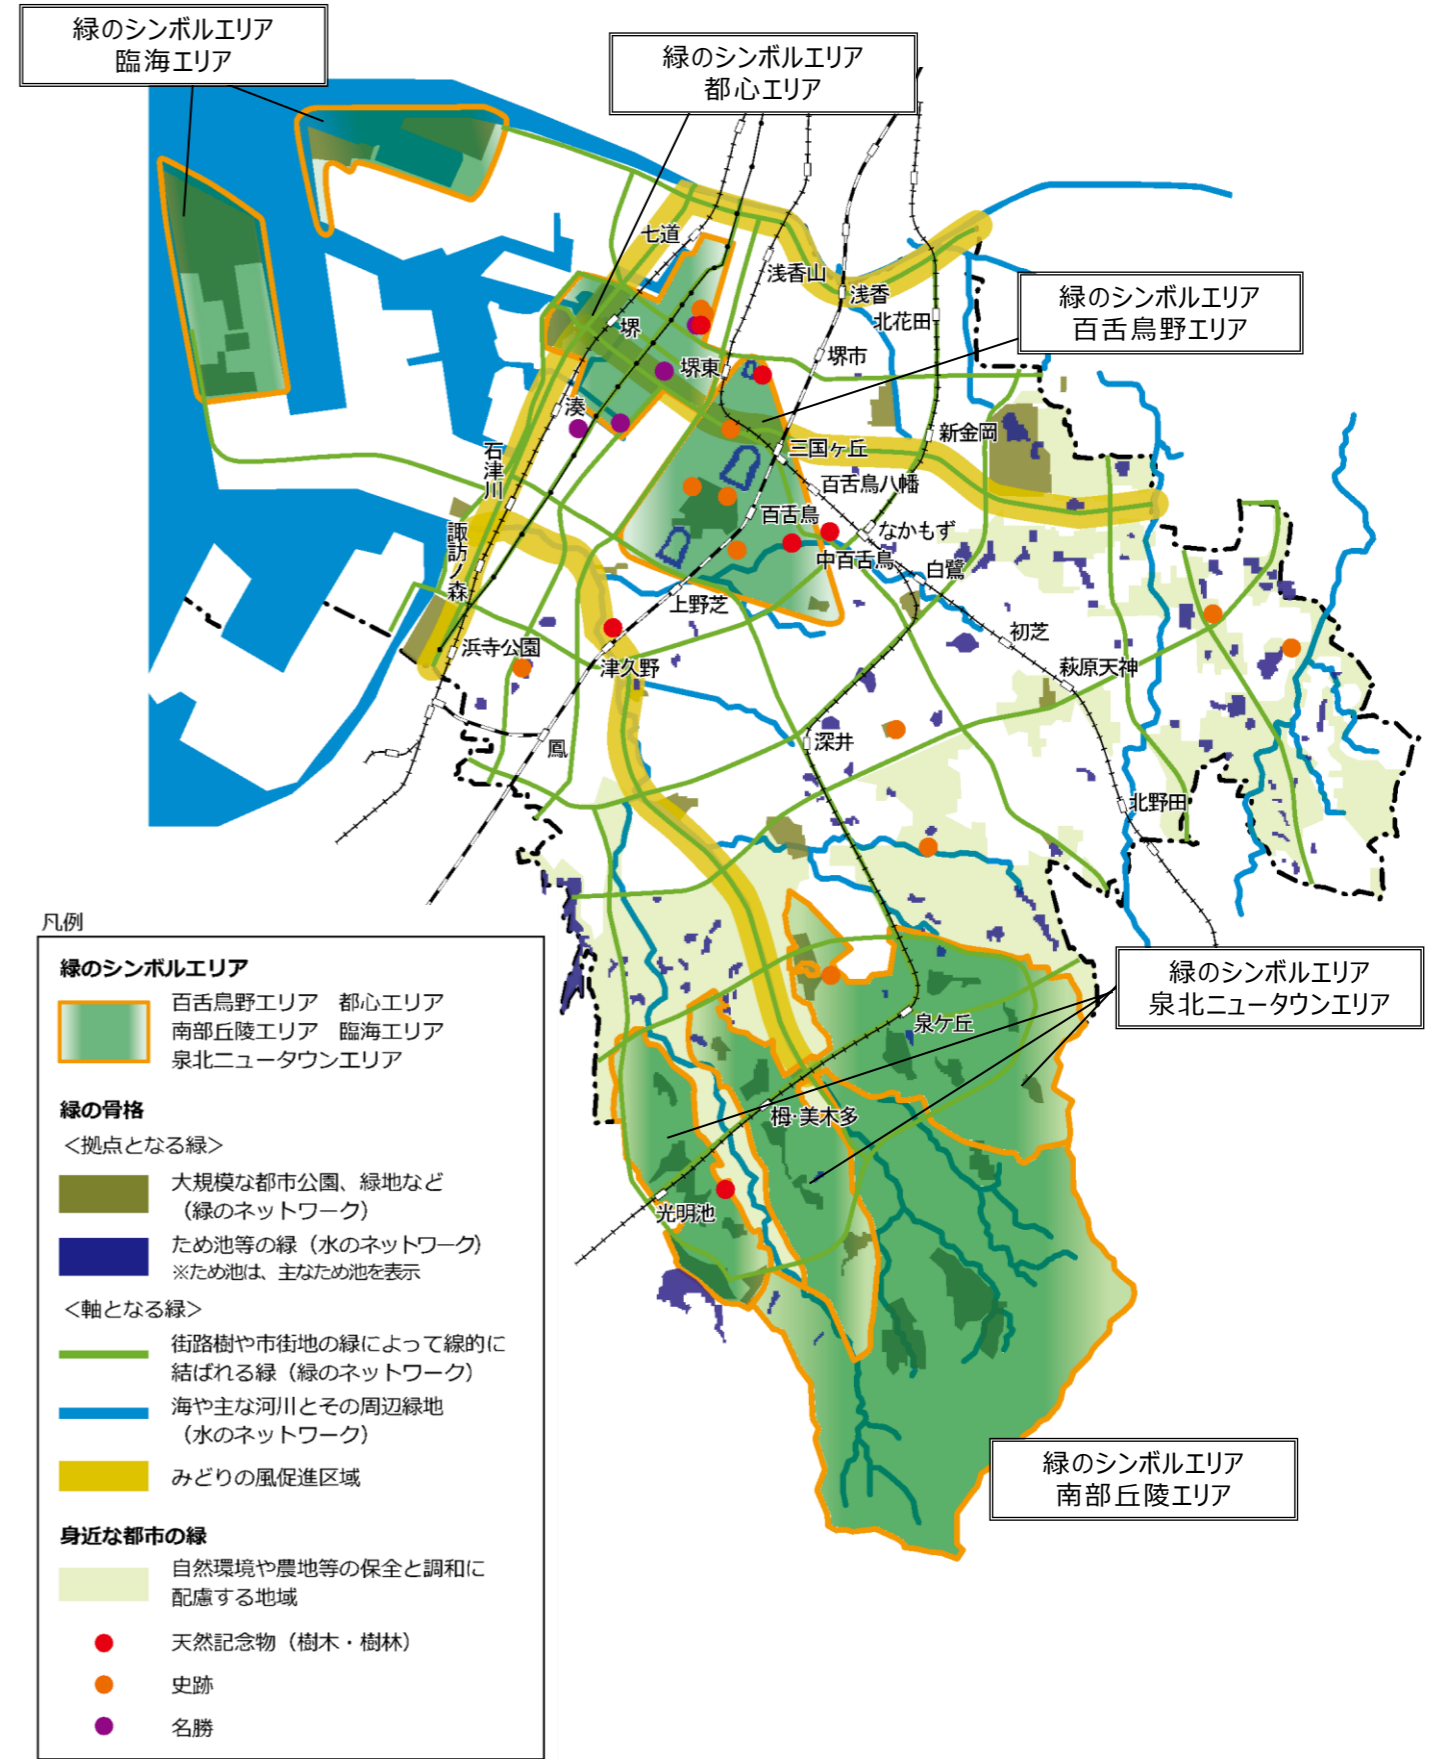 緑のシンボルエリア
臨海エリア
緑のシンボルエリア
都心エリア
緑のシンボルエリア
百舌鳥野エリア
七道
浅香山
浅香
北花田
堺
堺東
堺市
湊
新金岡
三国ヶ丘
石津川
百舌鳥八幡
百舌鳥
なかもず
諏訪ノ森
中百舌鳥
白鷺
上野芝
初芝
浜寺公園
津久野
萩原天神
鳳
深井
北野田
緑のシンボルエリア
泉北ニュータウンエリア
泉ケ丘
栂・美木多
光明池
緑のシンボルエリア
南部丘陵エリア
凡例
緑のシンボルエリア
百舌鳥野エリア　都心エリア
南部丘陵エリア　臨海エリア
泉北ニュータウンエリア
緑の骨格
＜拠点となる緑＞
大規模な都市公園、緑地など
（緑のネットワーク）
ため池等の緑（水のネットワーク）
※ため池は、主なため池を表示
＜軸となる緑＞
街路樹や市街地の緑によって線的に
結ばれる緑（緑のネットワーク）
海や主な河川とその周辺緑地
（水のネットワーク）
みどりの風促進区域
身近な都市の緑
自然環境や農地等の保全と調和に
配慮する地域
天然記念物（樹木・樹林）
史跡
名勝